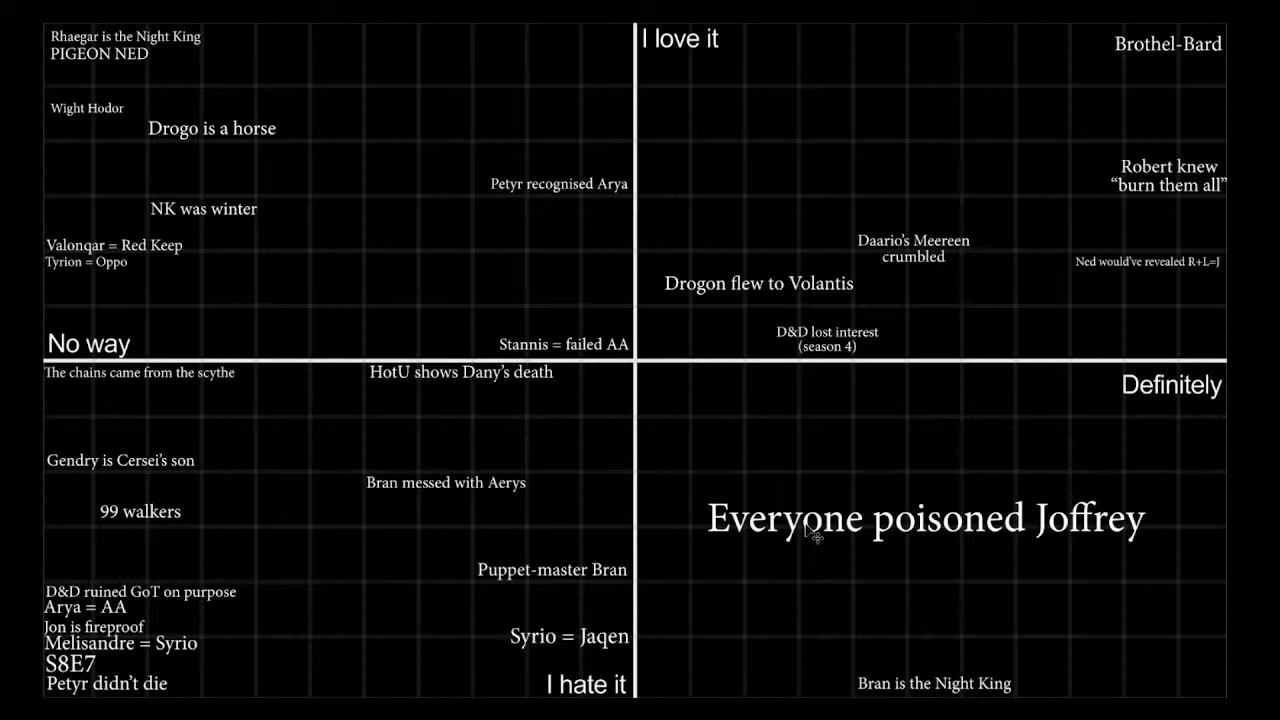 Rhaegar is the Night King
PIGEON NED
Wight Hodor
Drogo is a horse
Petyr recognised Arya
NK was winter
Valonqar = Red Keep
Tyrion = Oppo
No way
Stannis = failed AA
I love it
Brothel-Bard
Robert knew
“burn them all”
Daario’s Meereen
crumbled
Ned would’ve revealed R+L=J
Drogon flew to Volantis
D&D lost interest
(season 4)
The chains came from the scythe
HotU shows Dany’s death
Gendry is Cersei’s son
Bran messed with Aerys
99 walkers
Puppet-master Bran
D&D ruined GoT on purpose
Arya = AA
Jon is fireproof
Melisandre = Syrio
Syrio = Jaqen
S8E7
Petyr didn’t die
I hate it
Definitely
Everyone poisoned Joffrey
Bran is the Night King